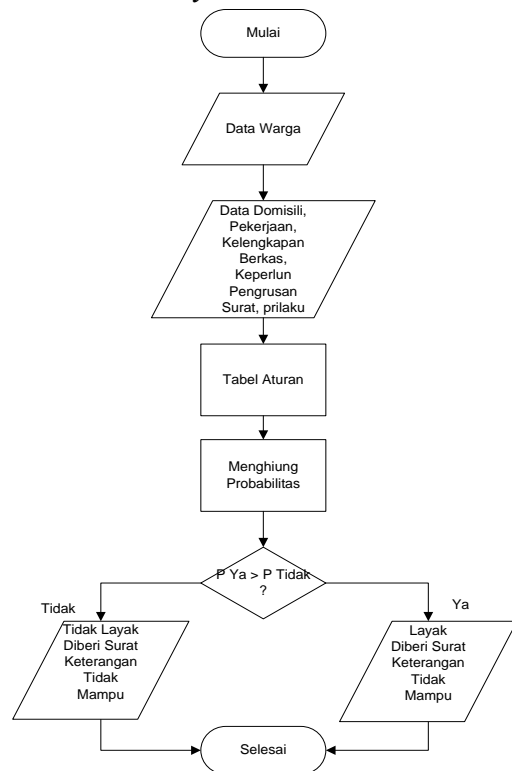 Mulai
Data Warga
Data Domisili,
Pekerjaan,
Kelengkapan
Berkas,
Keperlun
Pengrusan
Surat, prilaku
Tabel Aturan
Menghiung
Probabilitas
P Ya > P Tidak
?
Tidak
Ya
Tidak Layak
Diberi Surat
Keterangan
Tidak
Mampu
Layak
Diberi Surat
Keterangan
Tidak
Mampu
Selesai